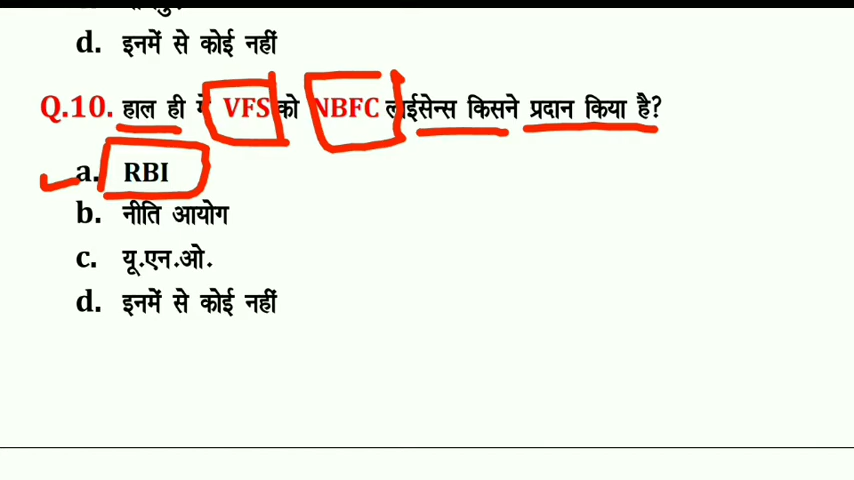 d. इनमें से कोई नहीं
Q.10. हाल ही में VFS को NBFC लाईसेन्स किसने प्रदान किया है?
a. RBI
b. नीति आयोग
c. यू.एन.ओ.
d. इनमें से कोई नहीं